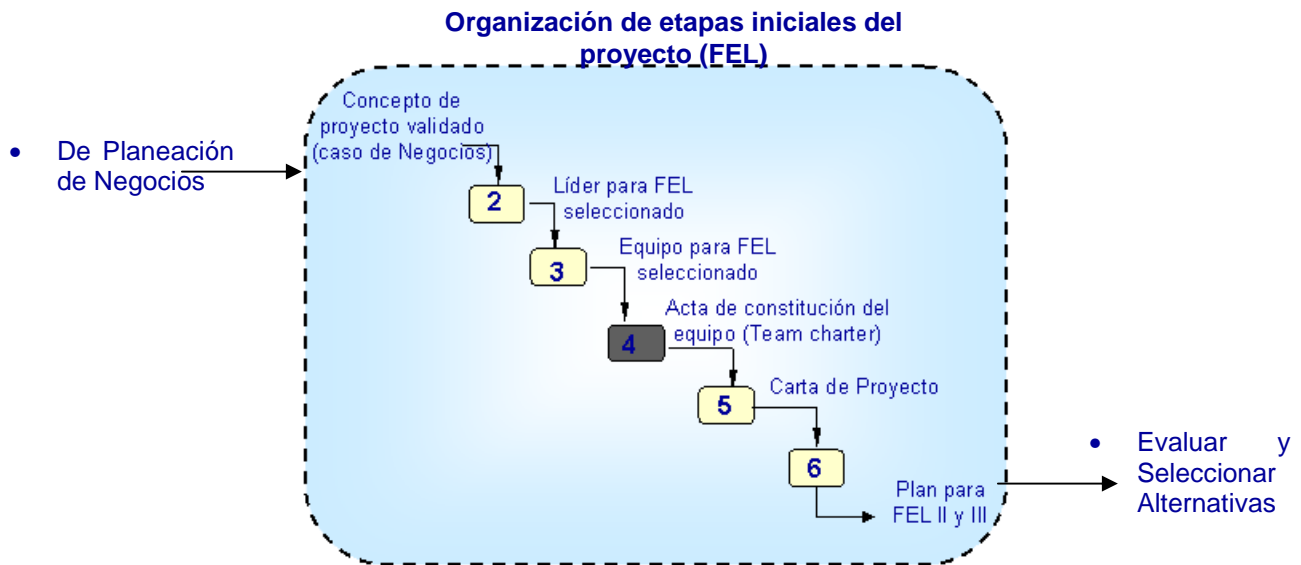 Organización de etapas iniciales del
proyecto (FEL)
Concepto de
proyecto validado
(caso de Negocios)
• De Planeación
de Negocios
2
Líder para FEL
seleccionado
3
Equipo para FEL
seleccionado
4
Acta de constitución del
equipo (Team charter)
5
Carta de Proyecto
6
Plan para
FEL II y III
• Evaluar y
Seleccionar
Alternativas